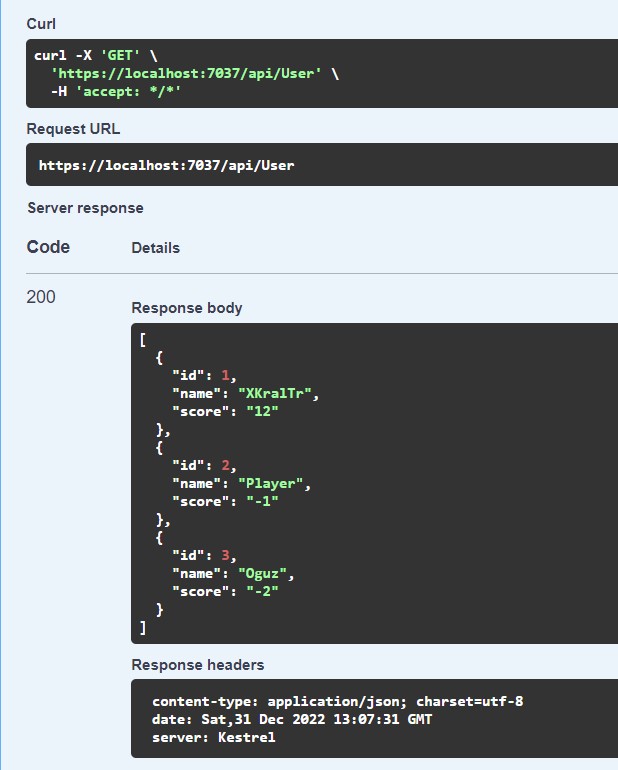 Curl
curl -X 'GET' \
'https://localhost:7037/api/User' \
-H 'accept: */*'
Request URL
https://localhost:7037/api/User
Server response
Code Details
200
Response body
[
{
"id": 1,
"name": "XKralTr",
"score": "12"
},
{
"id": 2,
"name": "Player",
"score": "-1"
},
{
"id": 3,
"name": "Oguz",
"score": "-2"
}
]
Response headers
content-type: application/json; charset=utf-8
date: Sat,31 Dec 2022 13:07:31 GMT
server: Kestrel